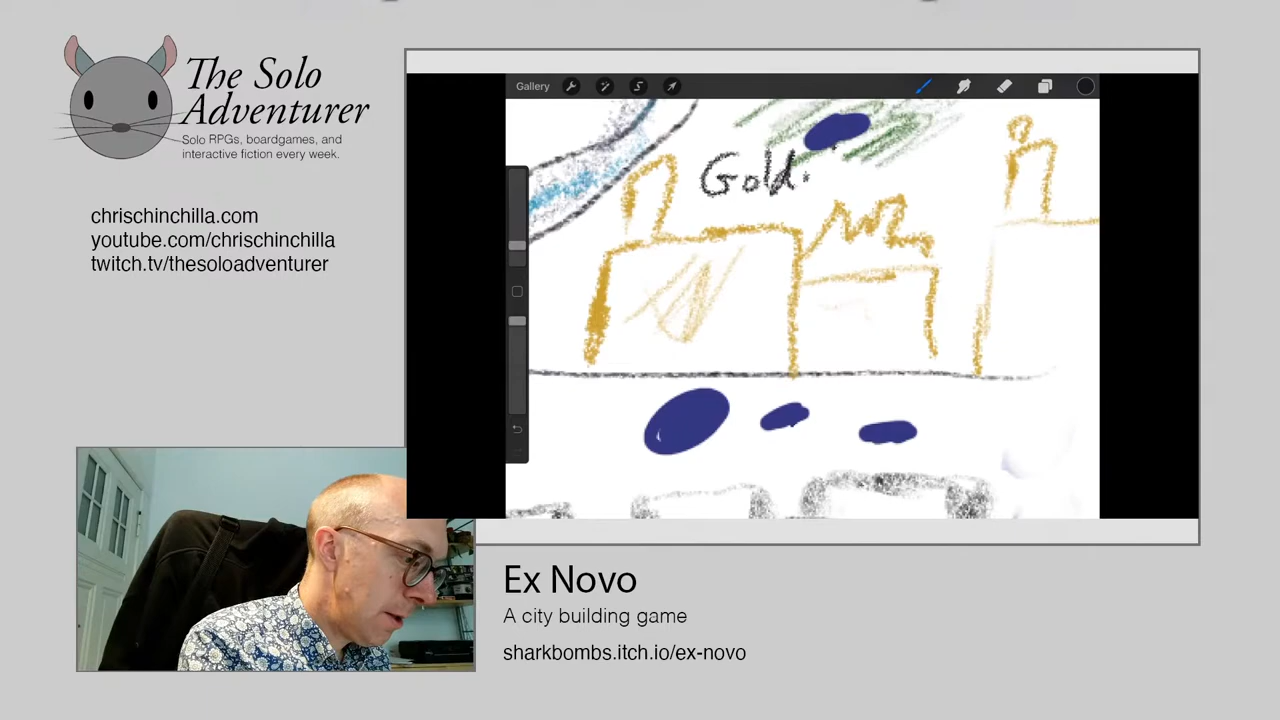 The Solo
Adventurer
Solo RPGs, boardgames, and
interactive fiction every week.
chrischinchilla.com
youtube.com/chrischinchilla
twitch.tv/thesoloadventurer
Gallery
Gold.
Ex Novo
A city building game
sharkbombs.itch.io/ex-novo